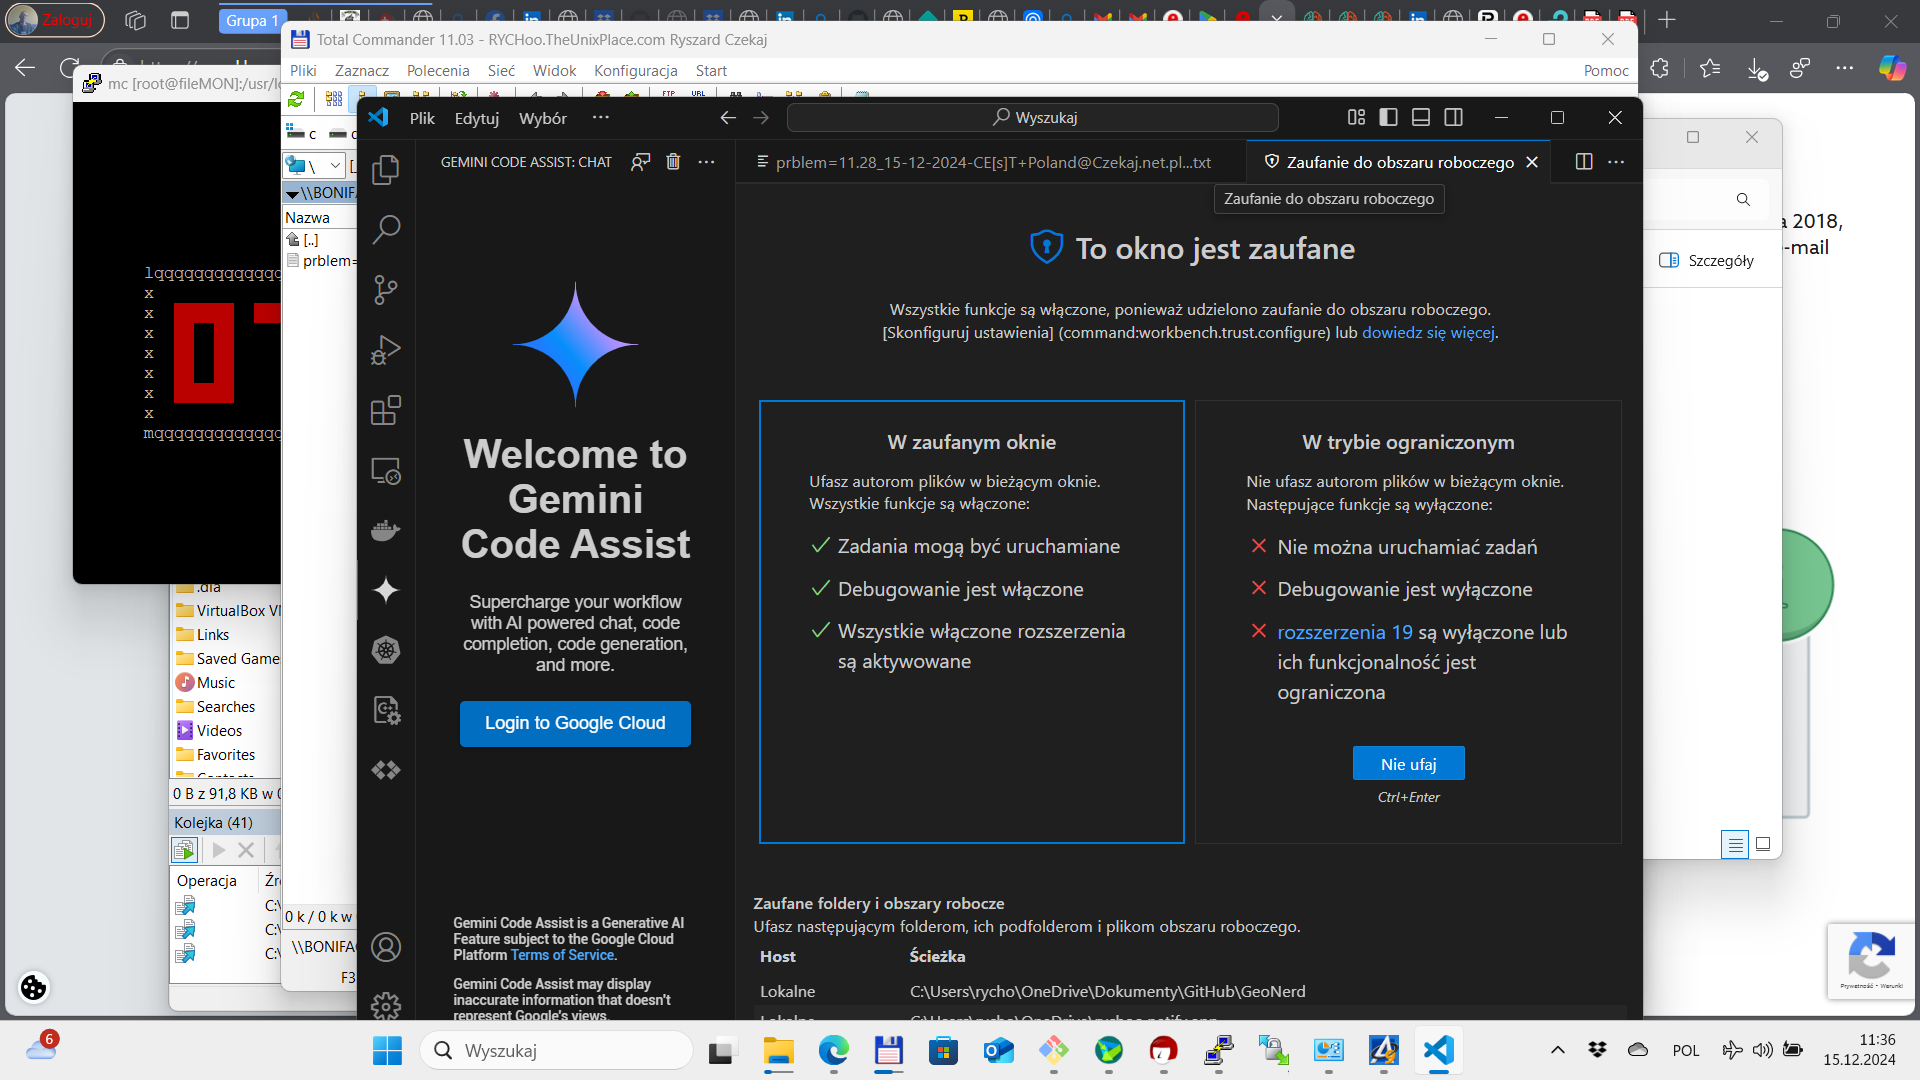 Zaloguj
Grupa 1
Total Commander 11.03 - RYCHoo.TheUnixPlace.com Ryszard Czekaj
Pliki Zaznacz Polecenia Sieć Widok Konfiguracja Start Pomoc
mc [root@fileMON]:/usr/l
FTP URL
c
\
\\BONIFA
Nazwa
[..]
prblem=
lqqqqqqqqqqqqq
x
x
x
x
x
x
x
mqqqqqqqqqqqqq
Plik Edytuj Wybór
Wyszukaj
GEMINI CODE ASSIST: CHAT
prblem=11.28_15-12-2024-CE[s]T+Poland@Czekaj.net.pl...txt
Zaufanie do obszaru roboczego
Zaufanie do obszaru roboczego
To okno jest zaufane
Wszystkie funkcje są włączone, ponieważ udzielono zaufanie do obszaru roboczego.
[Skonfiguruj ustawienia] (command:workbench.trust.configure) lub dowiedz się więcej.
Welcome to
Gemini
Code Assist
Supercharge your workflow
with AI powered chat, code
completion, code generation,
and more.
Login to Google Cloud
Gemini Code Assist is a Generative AI
Feature subject to the Google Cloud
Platform Terms of Service.
Gemini Code Assist may display
inaccurate information that doesn't
represent Google's views.
W zaufanym oknie
Ufasz autorom plików w bieżącym oknie.
Wszystkie funkcje są włączone:
Zadania mogą być uruchamiane
Debugowanie jest włączone
Wszystkie włączone rozszerzenia
są aktywowane
W trybie ograniczonym
Nie ufasz autorom plików w bieżącym oknie.
Następujące funkcje są wyłączone:
Nie można uruchamiać zadań
Debugowanie jest wyłączone
rozszerzenia 19 są wyłączone lub
ich funkcjonalność jest
ograniczona
Nie ufaj
Ctrl+Enter
Zaufane foldery i obszary robocze
Ufasz następującym folderom, ich podfolderom i plikom obszaru roboczego.
Host Ścieżka
Lokalne C:\Users\rycho\OneDrive\Dokumenty\GitHub\GeoNerd
a 2018,
-mail
Szczegóły
.dia
VirtualBox V
Links
Saved Game
Music
Searches
Videos
Favorites
Contacts
0 B z 91,8 KB w
Kolejka (41)
Operacja Źr
C:\
C:\
C:\
0 k / 0 k w
\\BONIFA
F3
Prywatność - Warunki
6
Wyszukaj
POL
11:36
15.12.2024